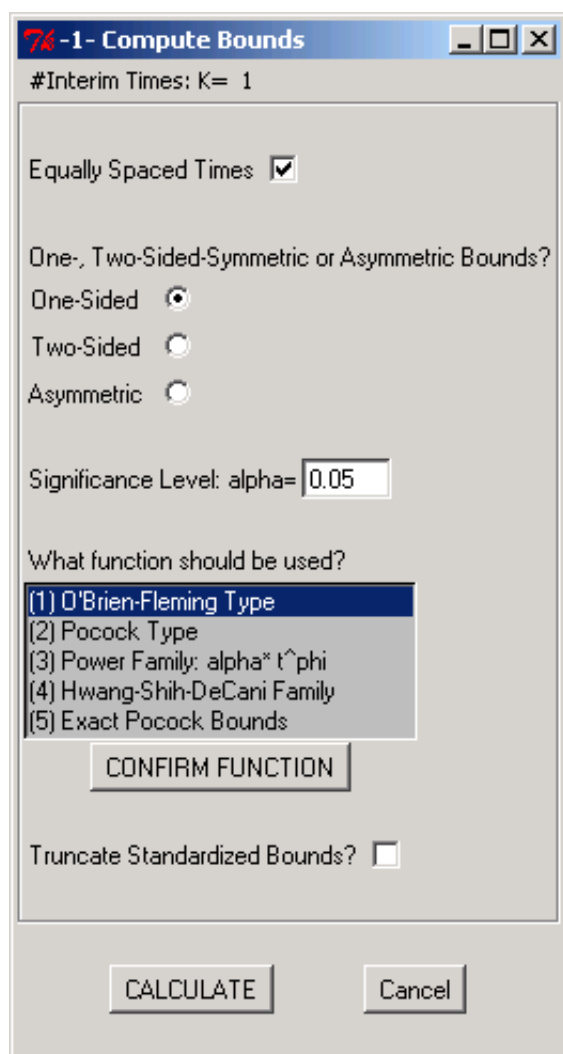 -1- Compute Bounds
#Interim Times: K= 1
Equally Spaced Times
One-, Two-Sided-Symmetric or Asymmetric Bounds?
One-Sided
Two-Sided
Asymmetric
Significance Level: alpha= 0.05
What function should be used?
(1) O'Brien-Fleming Type
(2) Pocock Type
(3) Power Family: alpha* t^phi
(4) Hwang-Shih-DeCani Family
(5) Exact Pocock Bounds
CONFIRM FUNCTION
Truncate Standardized Bounds?
CALCULATE Cancel